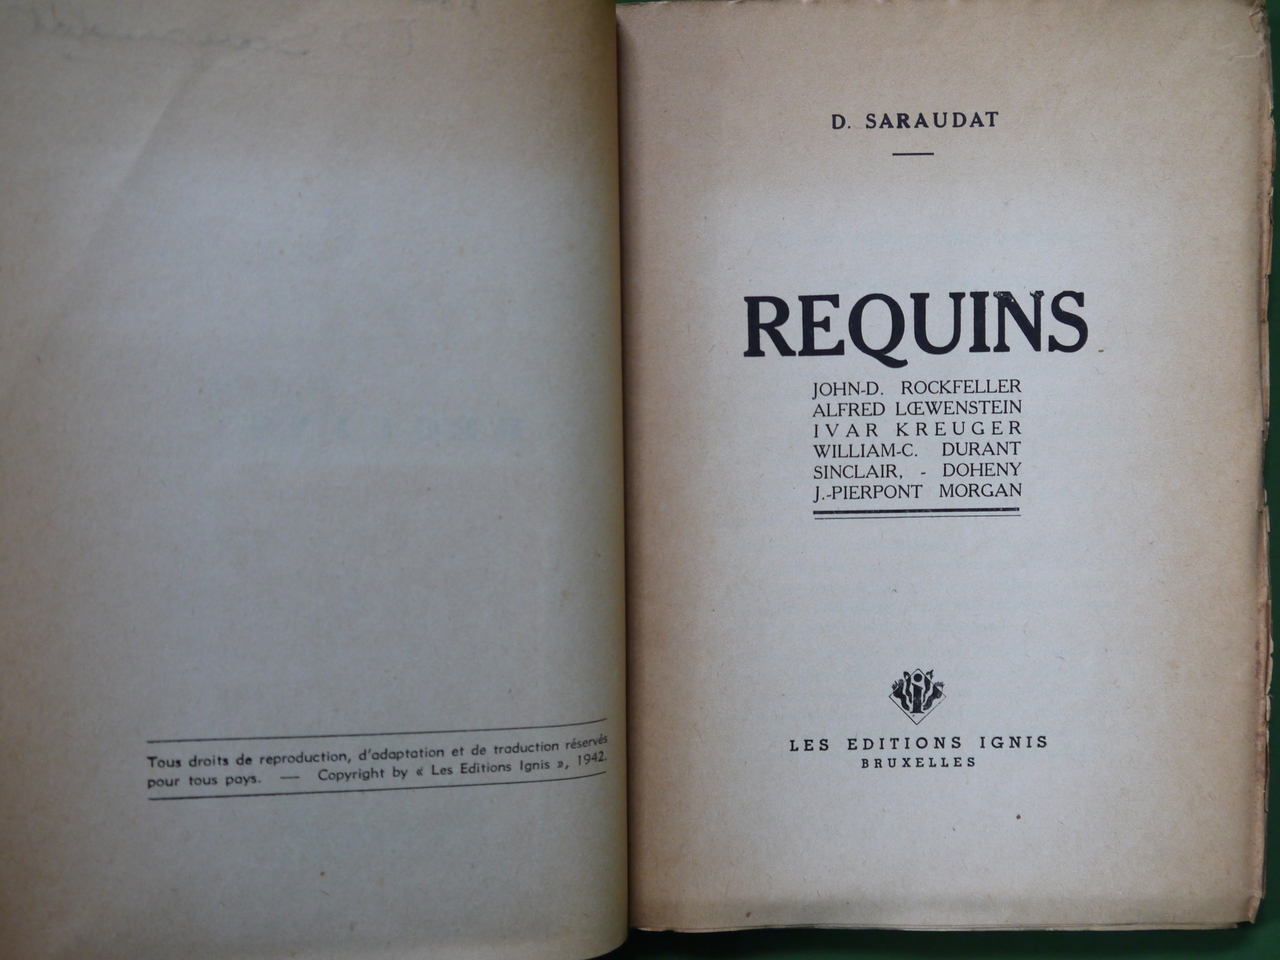 Tous droits de reproduction, d'adaptation et de traduction réservés
pour tous pays. — Copyright by « Les Editions Ignis », 1942.
D. SARAUDAT
REQUINS
JOHN-D. ROCKFELLER
ALFRED LŒWENSTEIN
IVAR KREUGER
WILLIAM-C. DURANT
SINCLAIR, - DOHENY
J.-PIERPONT MORGAN
LES EDITIONS IGNIS
BRUXELLES